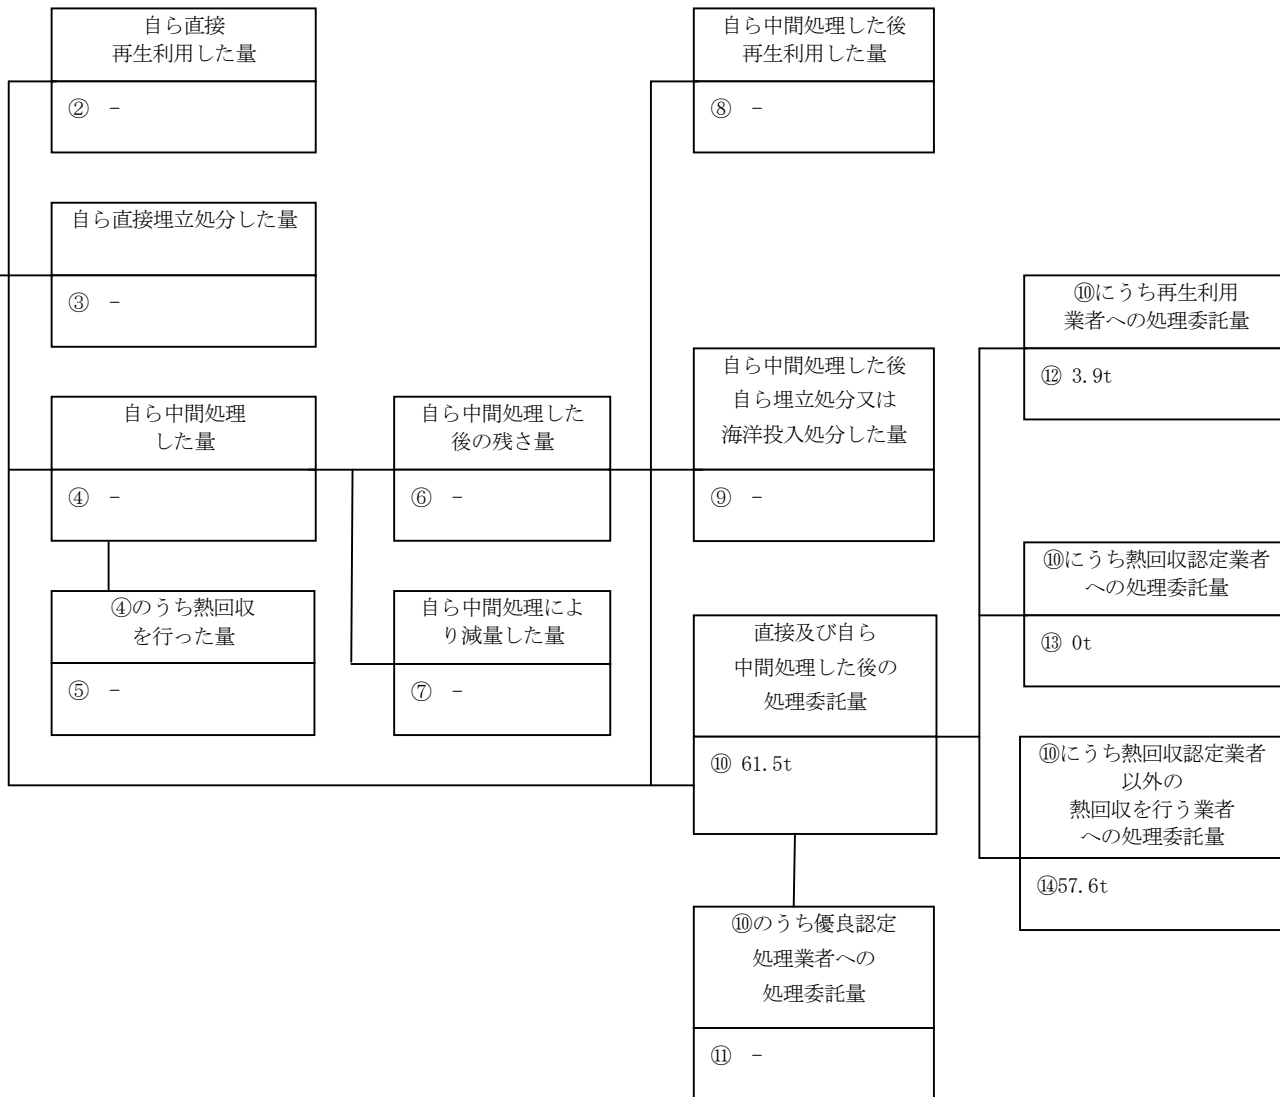 自ら直接
再生利用した量
② －
自ら直接埋立処分した量
③ －
自ら中間処理
した量
④ －
④のうち熱回収
を行った量
⑤ －
自ら中間処理した
後の残さ量
⑥ －
自ら中間処理によ
り減量した量
⑦ －
自ら中間処理した後
再生利用した量
⑧ －
自ら中間処理した後
自ら埋立処分又は
海洋投入処分した量
⑨ －
直接及び自ら
中間処理した後の
処理委託量
⑩ 61.5t
⑩のうち優良認定
処理業者への
処理委託量
⑪ －
⑩にうち再生利用
業者への処理委託量
⑫ 3.9t
⑩にうち熱回収認定業者
への処理委託量
⑬ 0t
⑩にうち熱回収認定業者
以外の
熱回収を行う業者
への処理委託量
⑭57.6t